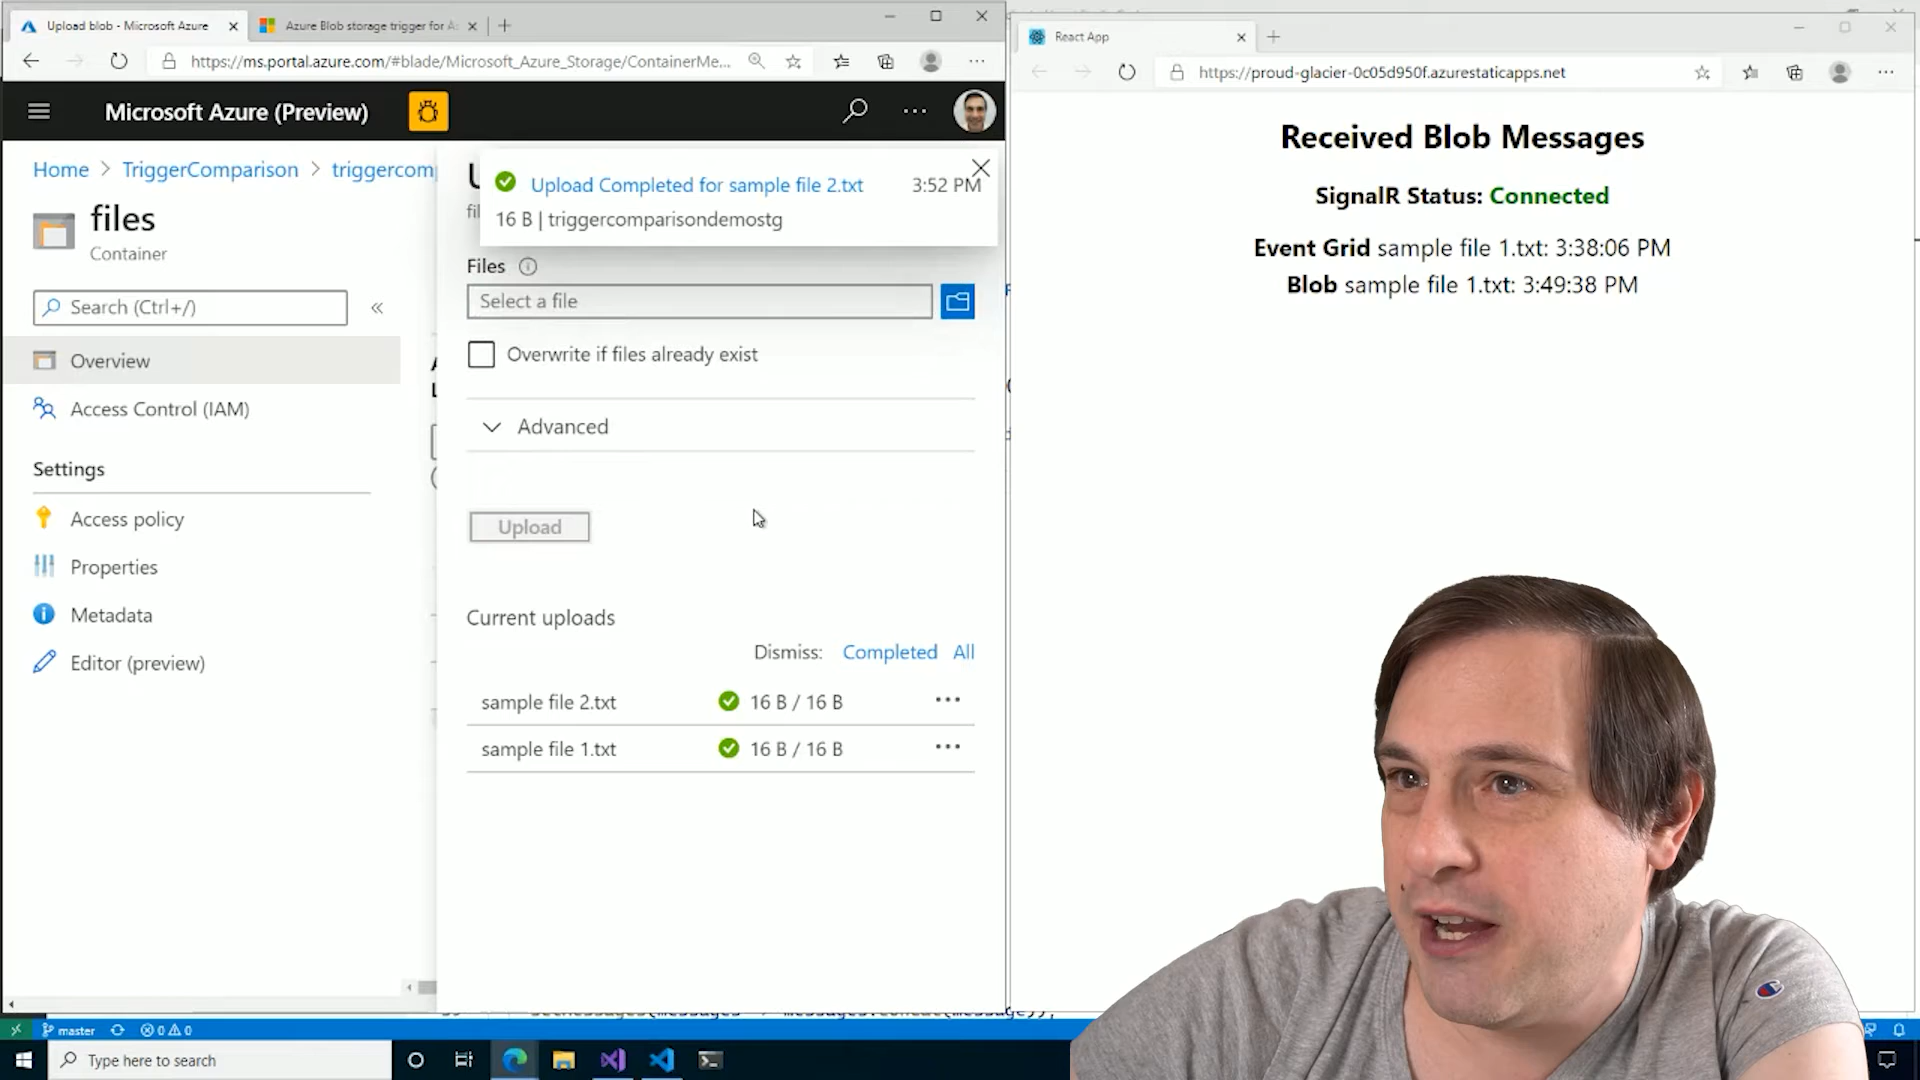 Upload blob - Microsoft Azure
Azure Blob storage trigger for A
https://ms.portal.azure.com/#blade/Microsoft_Azure_Storage/ContainerMe...
Microsoft Azure (Preview)
Home > TriggerComparison > triggercom
files
Container
Search (Ctrl+/)
Overview
Access Control (IAM)
Settings
Access policy
Properties
Metadata
Editor (preview)
Upload Completed for sample file 2.txt
3:52 PM
16 B | triggercomparisondemostg
Files
Select a file
Overwrite if files already exist
Advanced
Upload
Current uploads
Dismiss: Completed All
sample file 2.txt 16 B / 16 B
sample file 1.txt 16 B / 16 B
React App
https://proud-glacier-0c05d950f.azurestaticapps.net
Received Blob Messages
SignalR Status: Connected
Event Grid sample file 1.txt: 3:38:06 PM
Blob sample file 1.txt: 3:49:38 PM
master
0 0
Type here to search